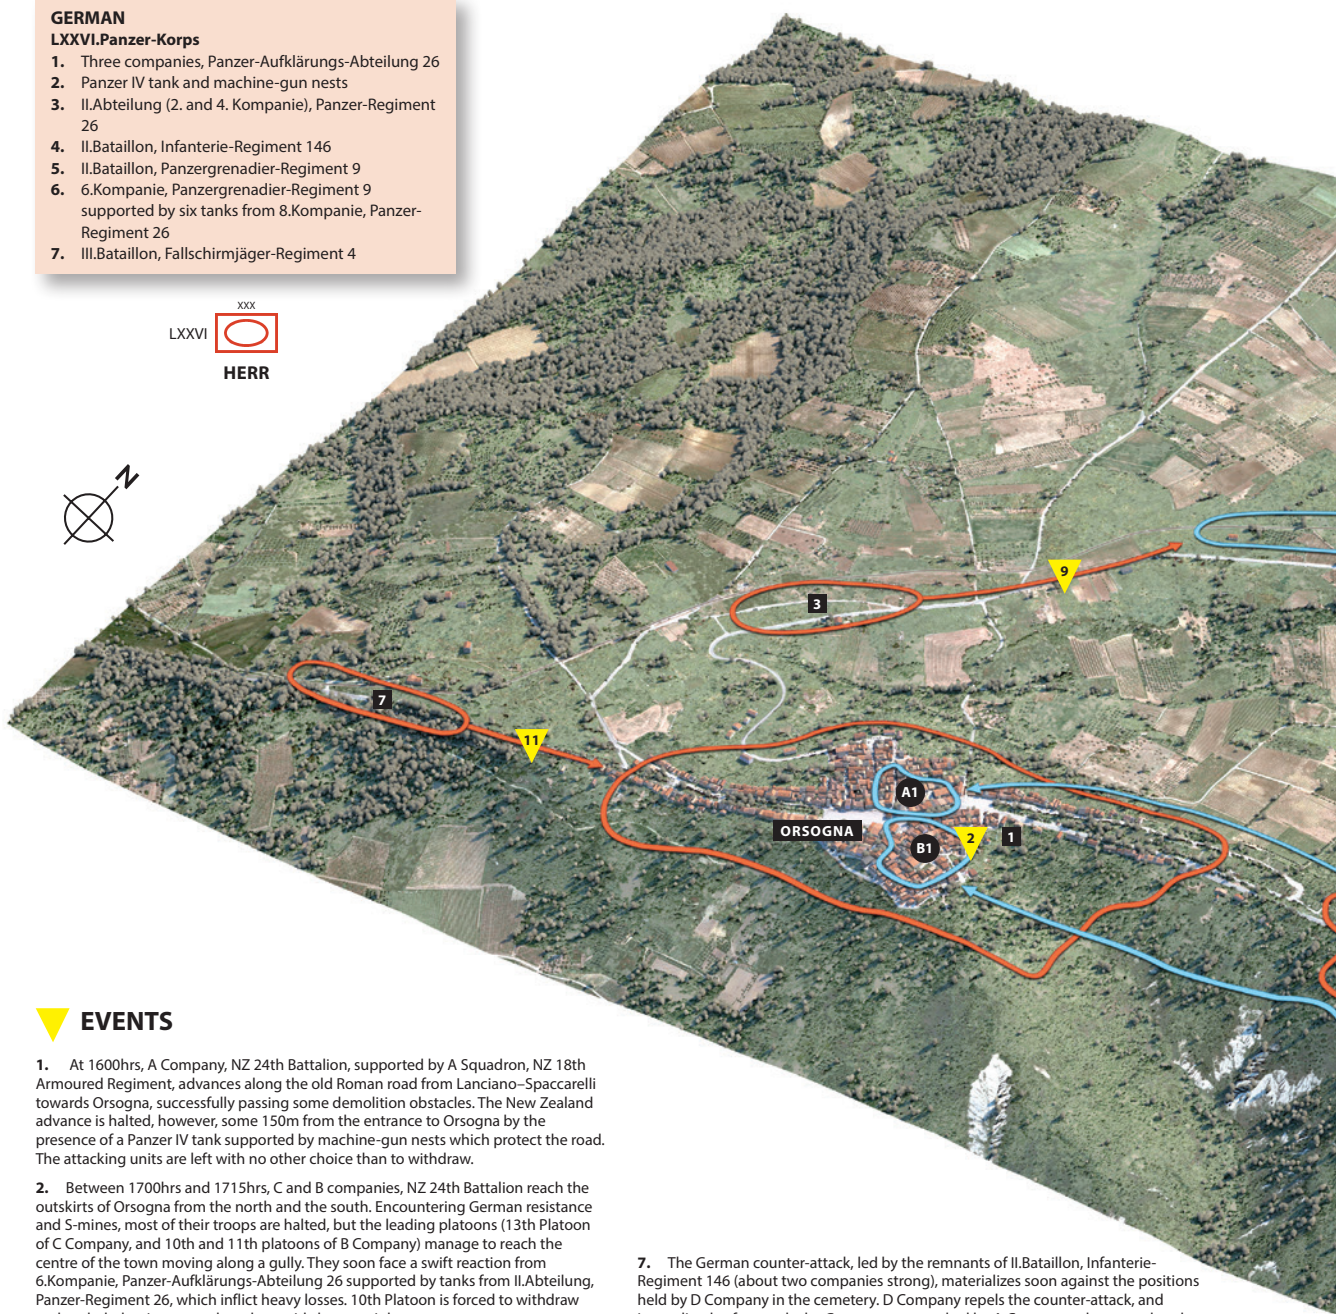 GERMAN
LXXVI.Panzer-Korps
1. Three companies, Panzer-Aufklärungs-Abteilung 26
2. Panzer IV tank and machine-gun nests
3. II.Abteilung (2. and 4. Kompanie), Panzer-Regiment
26
4. II.Bataillon, Infanterie-Regiment 146
5. II.Bataillon, Panzergrenadier-Regiment 9
6. 6.Kompanie, Panzergrenadier-Regiment 9
supported by six tanks from 8.Kompanie, Panzer-
Regiment 26
7. III.Bataillon, Fallschirmjäger-Regiment 4
xxx
LXXVI
HERR
N
9
3
7
11
A1
ORSOGNA
2
1
B1
EVENTS
1. At 1600hrs, A Company, NZ 24th Battalion, supported by A Squadron, NZ 18th
Armoured Regiment, advances along the old Roman road from Lanciano–Spaccarelli
towards Orsogna, successfully passing some demolition obstacles. The New Zealand
advance is halted, however, some 150m from the entrance to Orsogna by the
presence of a Panzer IV tank supported by machine-gun nests which protect the road.
The attacking units are left with no other choice than to withdraw.
2. Between 1700hrs and 1715hrs, C and B companies, NZ 24th Battalion reach the
outskirts of Orsogna from the north and the south. Encountering German resistance
and S-mines, most of their troops are halted, but the leading platoons (13th Platoon
of C Company, and 10th and 11th platoons of B Company) manage to reach the
centre of the town moving along a gully. They soon face a swift reaction from
6.Kompanie, Panzer-Aufklärungs-Abteilung 26 supported by tanks from II.Abteilung,
Panzer-Regiment 26, which inflict heavy losses. 10th Platoon is forced to withdraw
7. The German counter-attack, led by the remnants of II.Bataillon, Infanterie-
Regiment 146 (about two companies strong), materializes soon against the positions
held by D Company in the cemetery. D Company repels the counter-attack, and